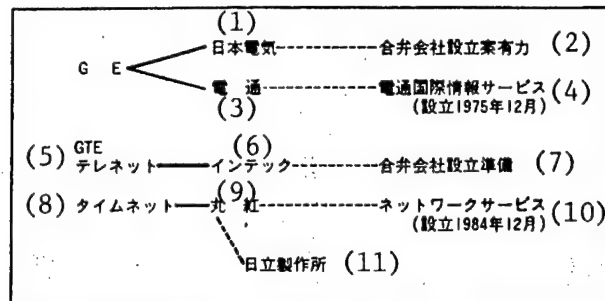 (1)
日本電気 合弁会社設立案有力 (2)
G E
電 通 電通国際情報サービス (4)
(3) (設立1975年12月)
(5) GTE (6)
テレネット インテック 合弁会社設立準備 (7)
(9)
(8) タイムネット 丸 紅 ネットワークサービス (10)
(設立1984年12月)
日立製作所 (11)